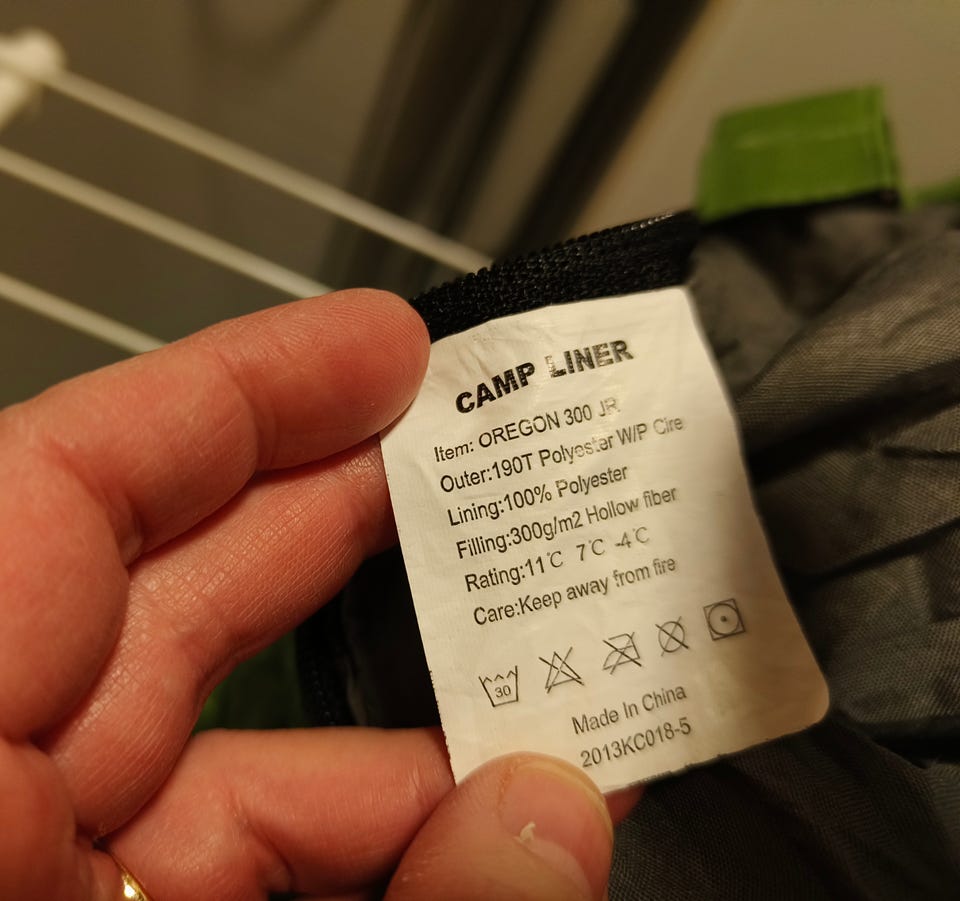 CAMP LINER
Item: OREGON 300 JR
Outer:190T Polyester W/P Cire
Lining:100% Polyester
Filling:300g/m2 Hollow fiber
Rating:11℃ 7℃ -4℃
Care:Keep away from fire
30
Made In China
2013KC018-5